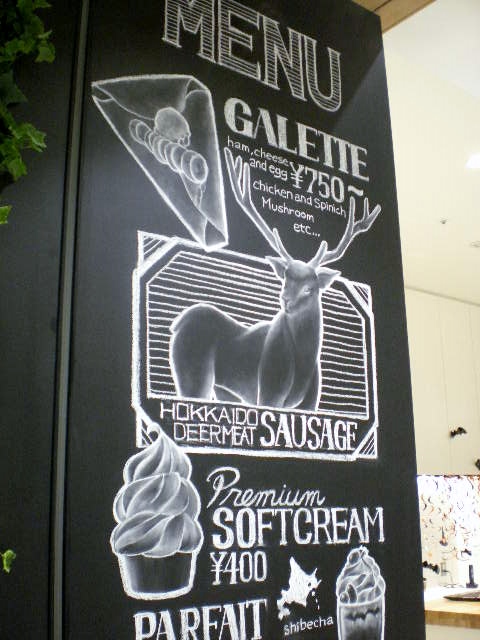 MENU
GALETTE
ham, cheese
and egg ¥750~
chicken and Spinich
Mushroom
etc...
HOKKAIDO
DEERMEAT SAUSAGE
Premium
SOFTCREAM
¥400
PARFAIT
shibecha